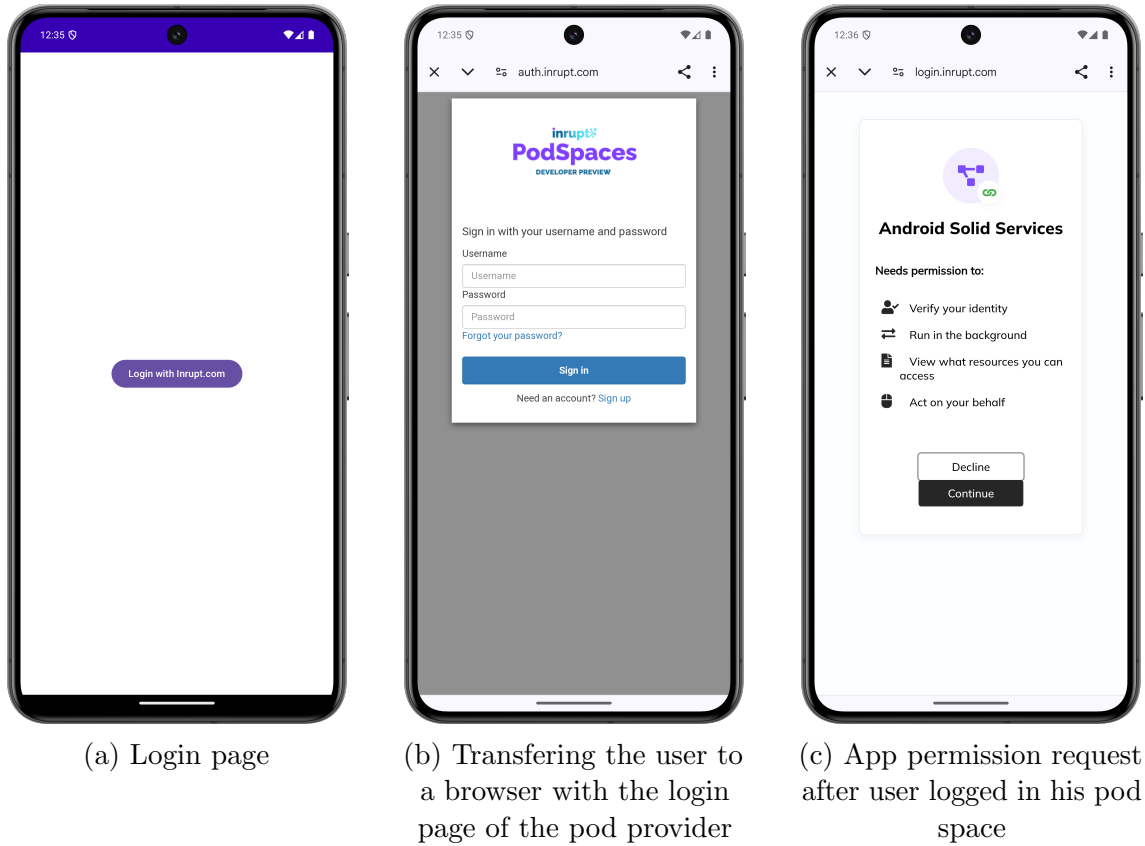 12:35
Login with Inrupt.com
(a) Login page
12:35
auth.inrupt.com
inrupt
PodSpaces
DEVELOPER PREVIEW
Sign in with your username and password
Username
Username
Password
Password
Forgot your password?
Sign in
Need an account? Sign up
(b) Transfering the user to
a browser with the login
page of the pod provider
12:36
login.inrupt.com
Android Solid Services
Needs permission to:
Verify your identity
Run in the background
View what resources you can
access
Act on your behalf
Decline
Continue
(c) App permission request
after user logged in his pod
space